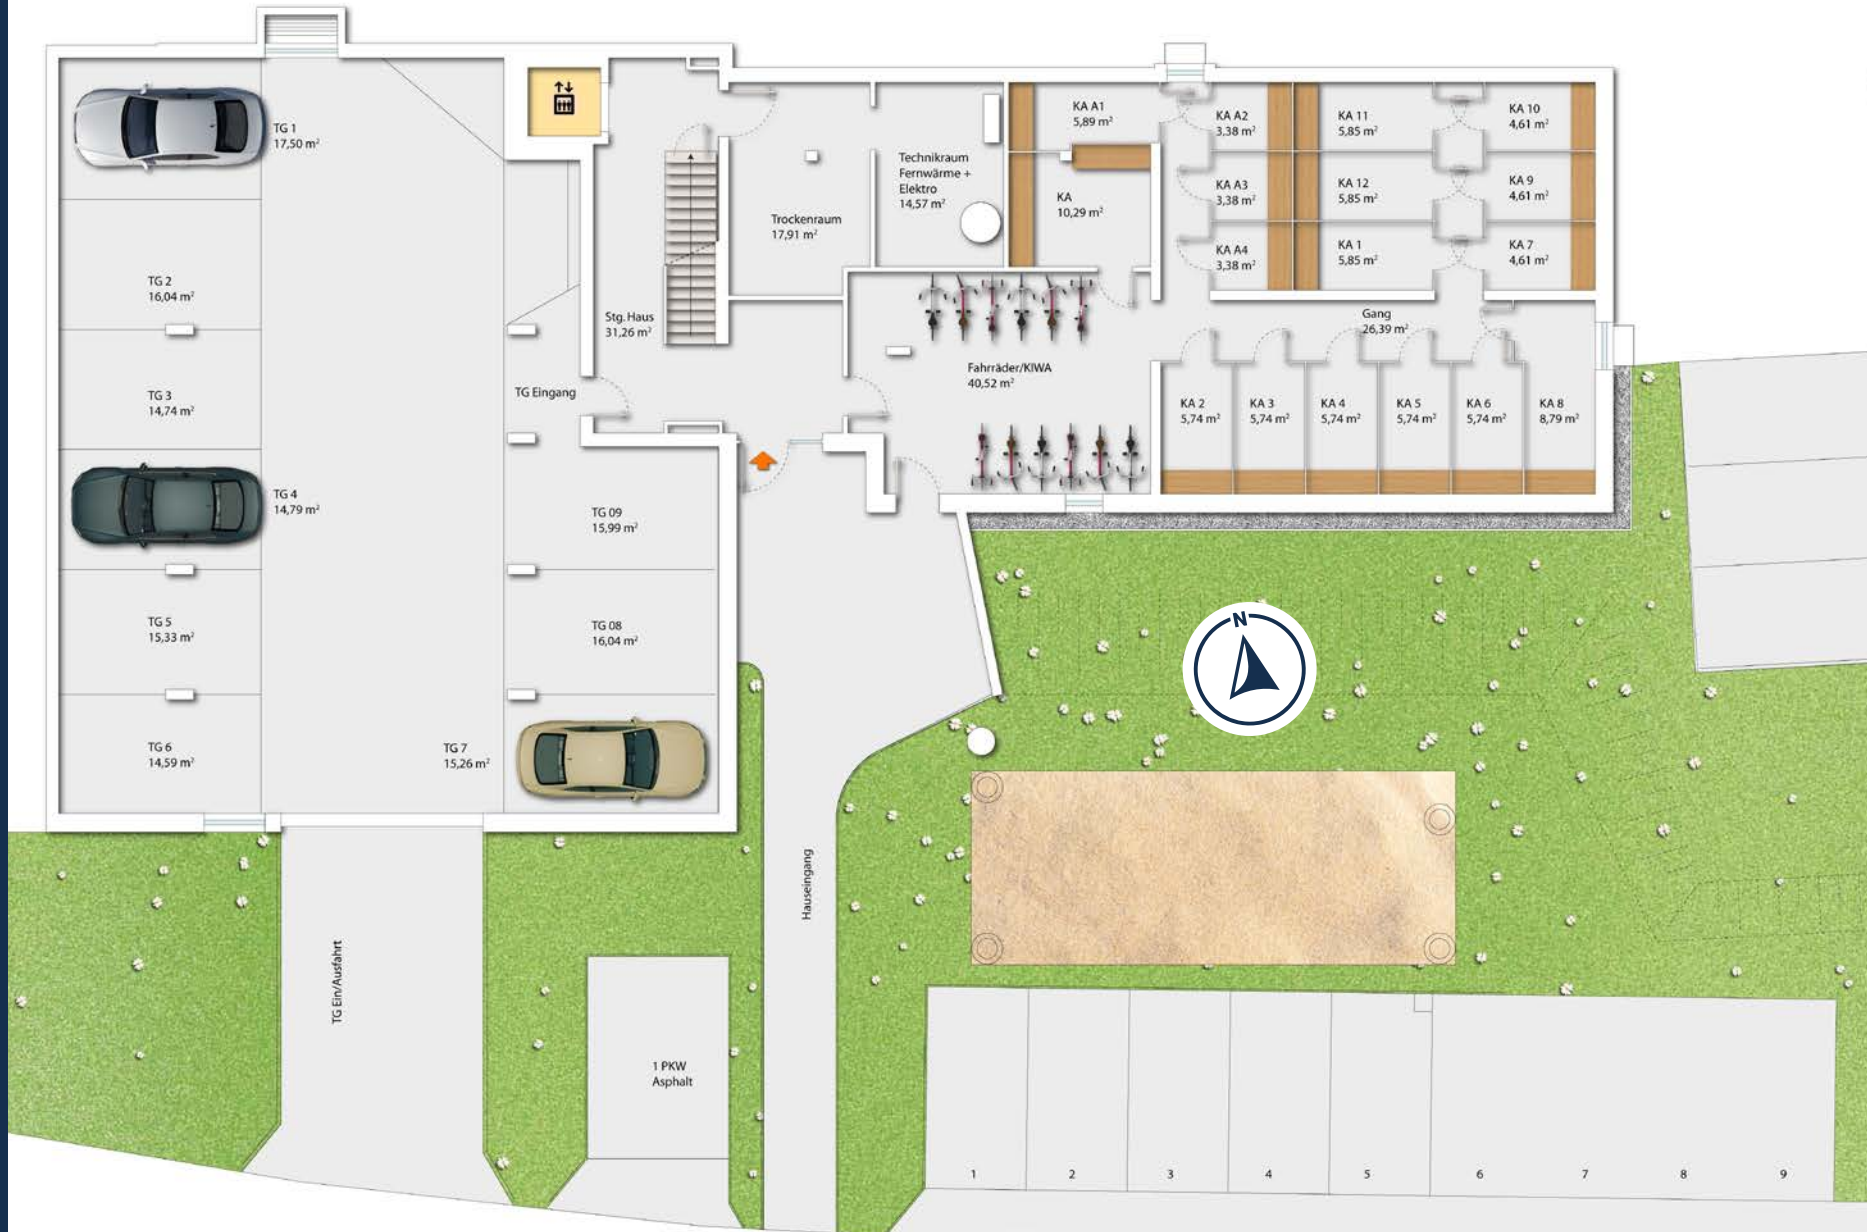 TG 1
17,50 m²
TG 2
16,04 m²
TG 3
14,74 m²
TG 4
14,79 m²
TG 5
15,33 m²
TG 6
14,59 m²
TG 7
15,26 m²
TG 08
16,04 m²
TG 09
15,99 m²
TG Eingang
Stg. Haus
31,26 m²
Trockenraum
17,91 m²
Technikraum
Fernwärme +
Elektro
14,57 m²
KA A1
5,89 m²
KA
10,29 m²
KA A2
3,38 m²
KA A3
3,38 m²
KA A4
3,38 m²
KA 11
5,85 m²
KA 12
5,85 m²
KA 1
5,85 m²
KA 10
4,61 m²
KA 9
4,61 m²
KA 7
4,61 m²
Gang
26,39 m²
Fahrräder/KIWA
40,52 m²
KA 2
5,74 m²
KA 3
5,74 m²
KA 4
5,74 m²
KA 5
5,74 m²
KA 6
5,74 m²
KA 8
8,79 m²
N
Hauseingang
TG Ein/Ausfahrt
1 PKW
Asphalt
1 2 3 4 5 6 7 8 9